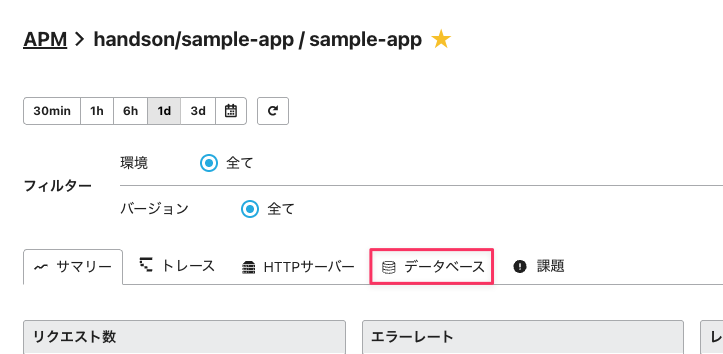 APM > handson/sample-app / sample-app
30min 1h 6h 1d 3d
環境 全て
フィルター
バージョン 全て
サマリー トレース HTTPサーバー データベース 課題
リクエスト数 エラーレート レ